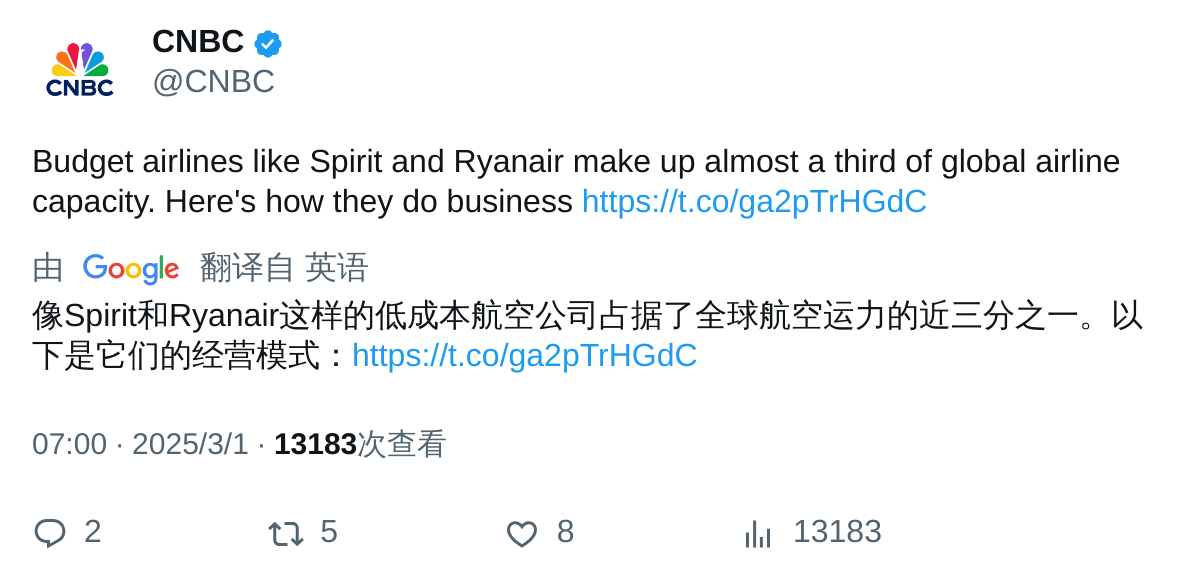 CNBC
CNBC
@CNBC
Budget airlines like Spirit and Ryanair make up almost a third of global airline
capacity. Here's how they do business https://t.co/ga2pTrHGdC
由 Google 翻译自 英语
像Spirit和Ryanair这样的低成本航空公司占据了全球航空运力的近三分之一。以
下是它们的经营模式：https://t.co/ga2pTrHGdC
07:00 · 2025/3/1 · 13183次查看
2 5 8 13183